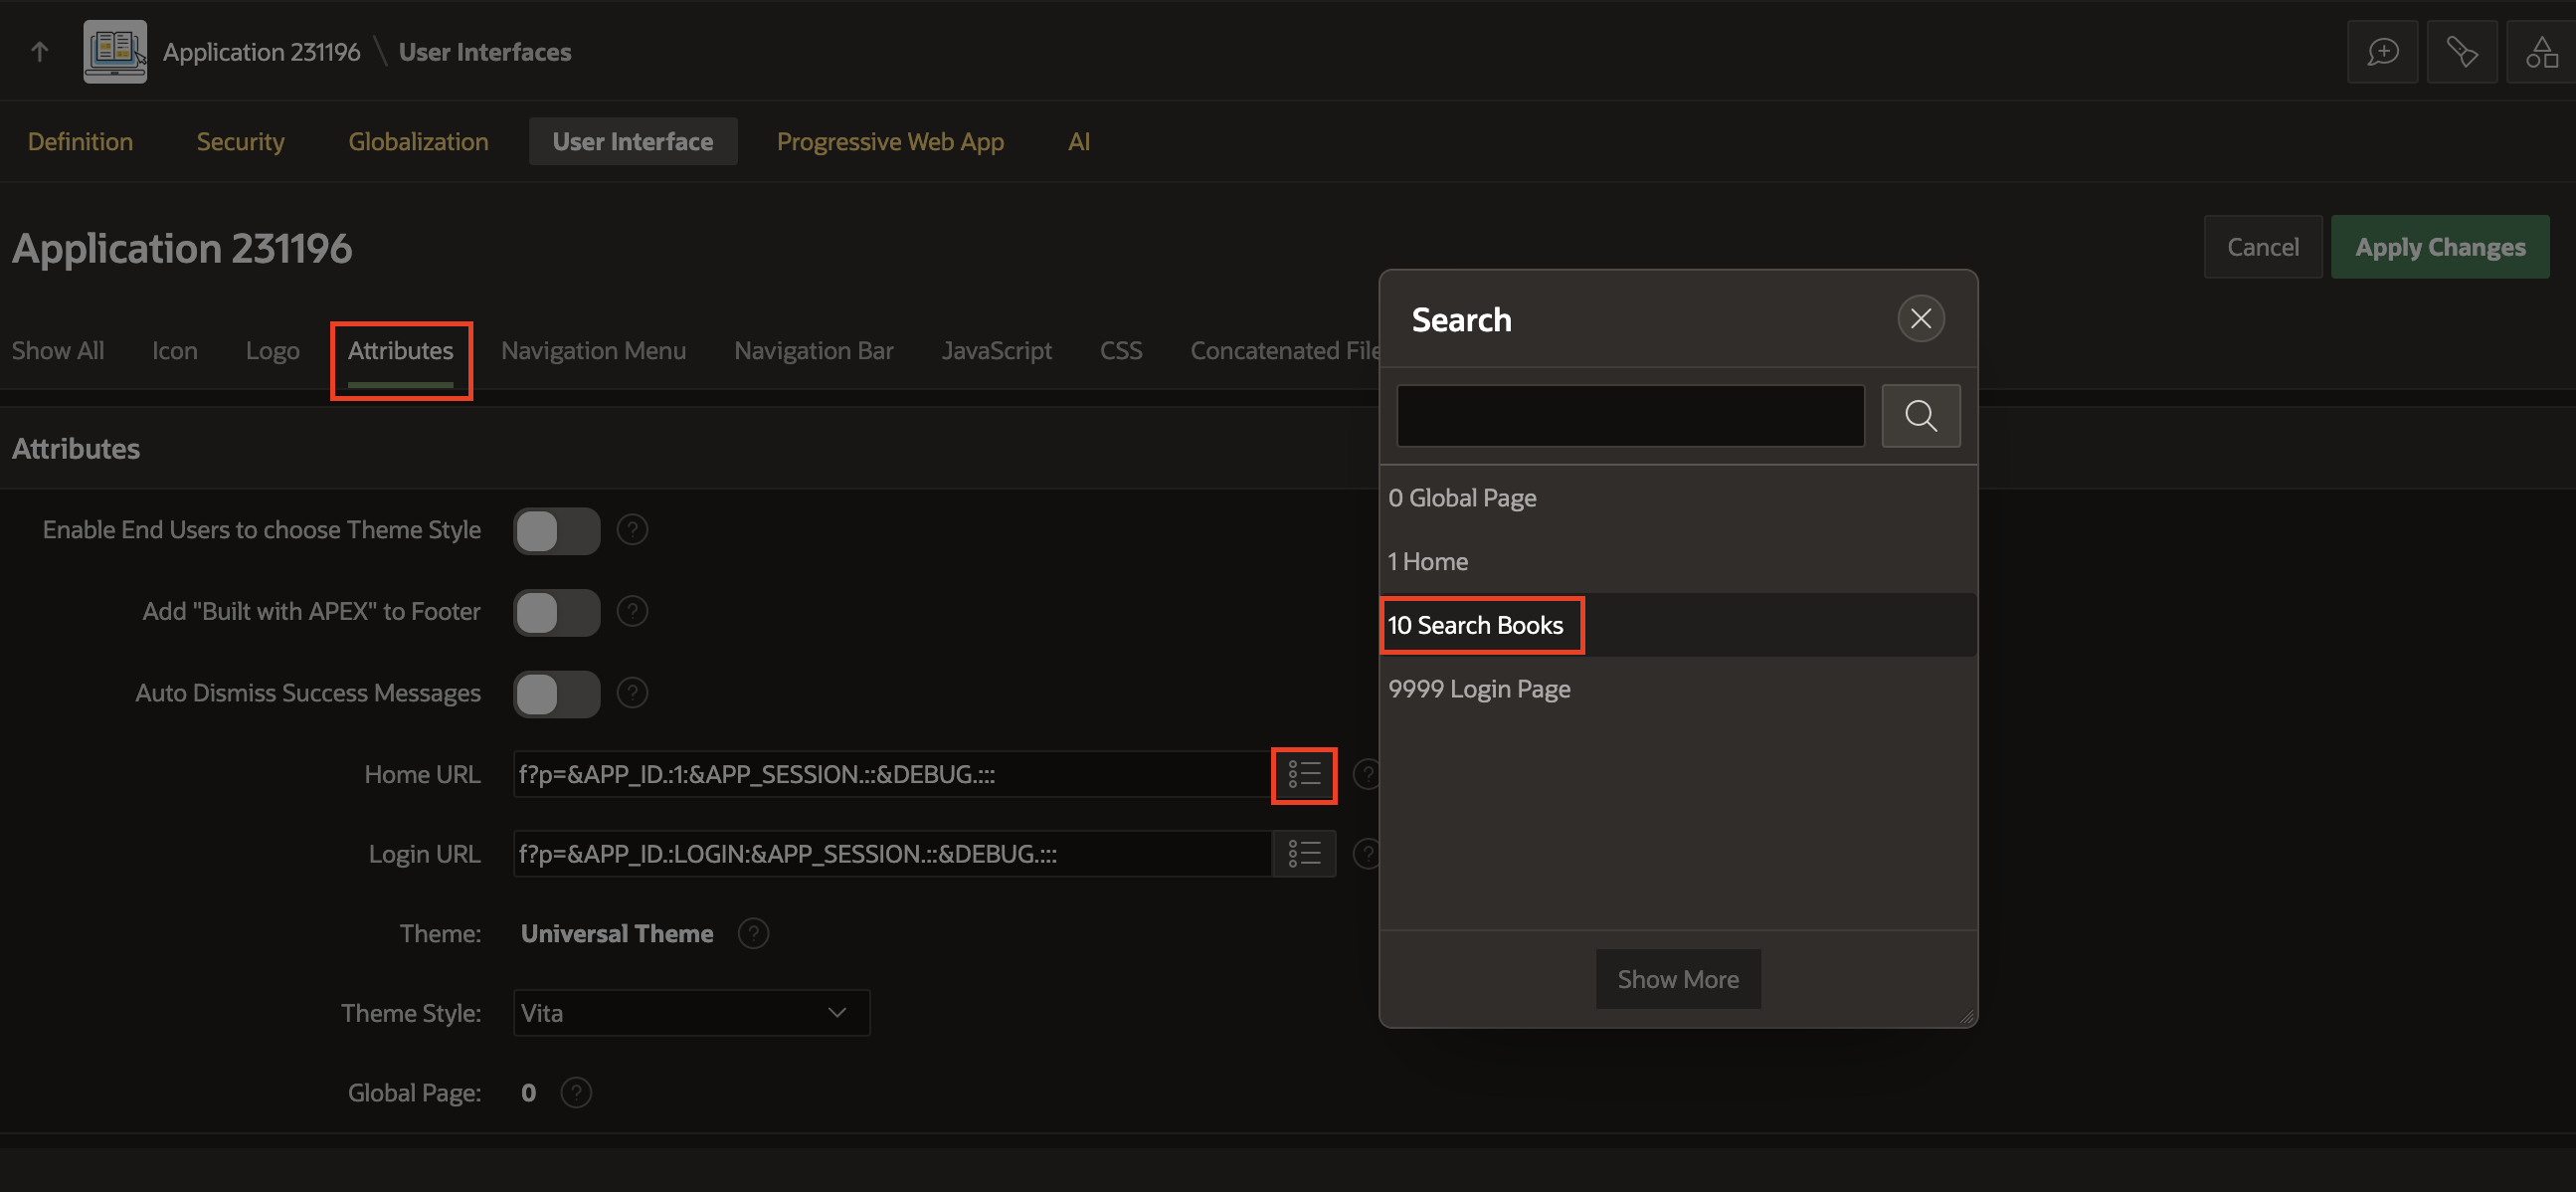 Application 231196 \ User Interfaces
Definition Security Globalization User Interface Progressive Web App AI
Application 231196
Cancel Apply Changes
Show All Icon Logo Attributes Navigation Menu Navigation Bar JavaScript CSS Concatenated File
Attributes
Enable End Users to choose Theme Style ?
Add "Built with APEX" to Footer ?
Auto Dismiss Success Messages ?
Home URL f?p=&APP_ID.:1:&APP_SESSION.::&DEBUG.::: ?
Login URL f?p=&APP_ID.:LOGIN:&APP_SESSION.::&DEBUG.::: ?
Theme: Universal Theme ?
Theme Style: Vita
Global Page: 0 ?
Search
0 Global Page
1 Home
10 Search Books
9999 Login Page
Show More